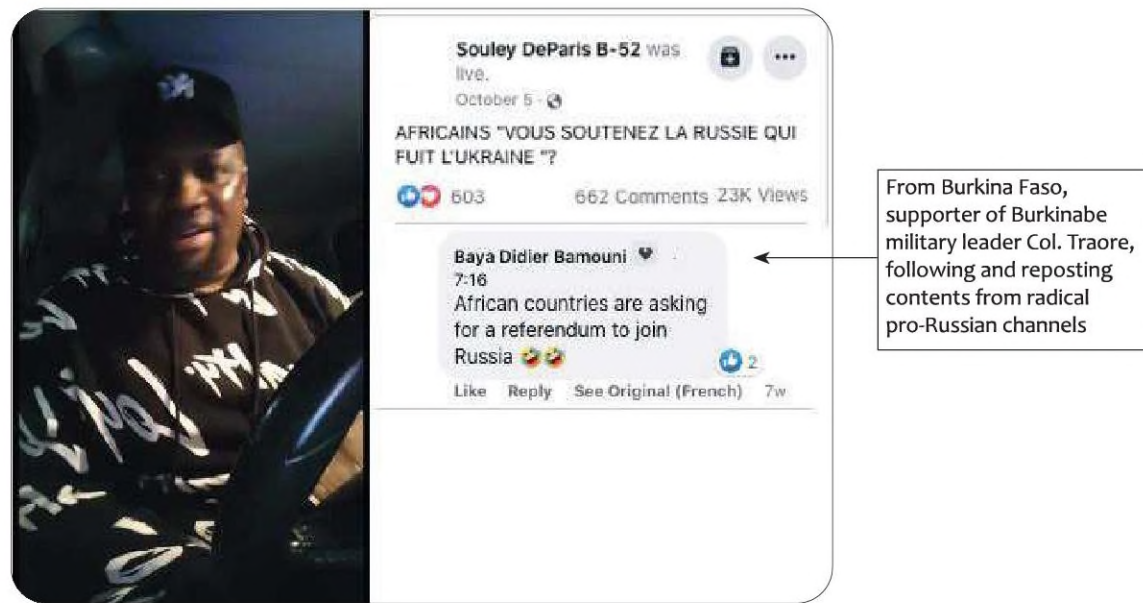 Souley DeParis B-52 was
live.
October 5 ·
AFRICAINS "VOUS SOUTENEZ LA RUSSIE QUI
FUIT L'UKRAINE "?
603 662 Comments 23K Views
Baya Didier Bamouni
7:16
African countries are asking
for a referendum to join
Russia 🤣🤣
2
Like Reply See Original (French) 7w
From Burkina Faso,
supporter of Burkinabe
military leader Col. Traore,
following and reposting
contents from radical
pro-Russian channels